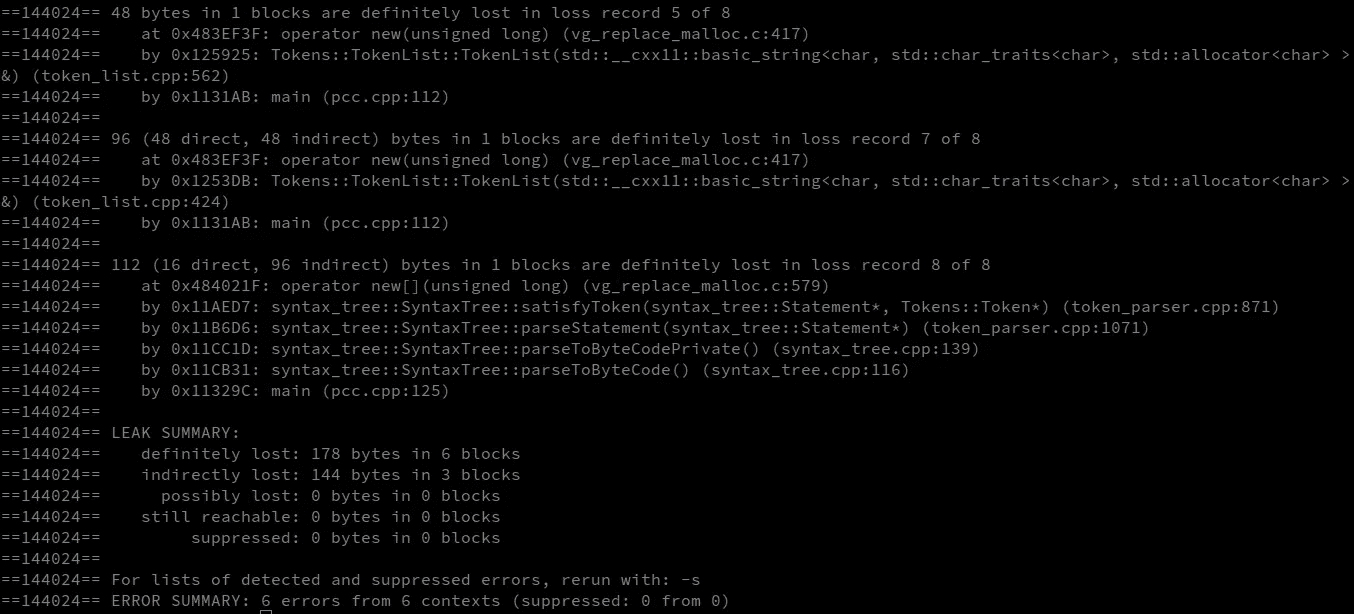 ==144024== 48 bytes in 1 blocks are definitely lost in loss record 5 of 8
==144024==    at 0x483EF3F: operator new(unsigned long) (vg_replace_malloc.c:417)
==144024==    by 0x125925: Tokens::TokenList::TokenList(std::__cxx11::basic_string<char, std::char_traits<char>, std::allocator<char> >
&) (token_list.cpp:562)
==144024==    by 0x1131AB: main (pcc.cpp:112)
==144024==
==144024== 96 (48 direct, 48 indirect) bytes in 1 blocks are definitely lost in loss record 7 of 8
==144024==    at 0x483EF3F: operator new(unsigned long) (vg_replace_malloc.c:417)
==144024==    by 0x1253DB: Tokens::TokenList::TokenList(std::__cxx11::basic_string<char, std::char_traits<char>, std::allocator<char> >
&) (token_list.cpp:424)
==144024==    by 0x1131AB: main (pcc.cpp:112)
==144024==
==144024== 112 (16 direct, 96 indirect) bytes in 1 blocks are definitely lost in loss record 8 of 8
==144024==    at 0x484021F: operator new[](unsigned long) (vg_replace_malloc.c:579)
==144024==    by 0x11AED7: syntax_tree::SyntaxTree::satisfyToken(syntax_tree::Statement*, Tokens::Token*) (token_parser.cpp:871)
==144024==    by 0x11B6D6: syntax_tree::SyntaxTree::parseStatement(syntax_tree::Statement*) (token_parser.cpp:1071)
==144024==    by 0x11CC1D: syntax_tree::SyntaxTree::parseToByteCodePrivate() (syntax_tree.cpp:139)
==144024==    by 0x11CB31: syntax_tree::SyntaxTree::parseToByteCode() (syntax_tree.cpp:116)
==144024==    by 0x11329C: main (pcc.cpp:125)
==144024==
==144024== LEAK SUMMARY:
==144024==    definitely lost: 178 bytes in 6 blocks
==144024==    indirectly lost: 144 bytes in 3 blocks
==144024==      possibly lost: 0 bytes in 0 blocks
==144024==    still reachable: 0 bytes in 0 blocks
==144024==         suppressed: 0 bytes in 0 blocks
==144024==
==144024== For lists of detected and suppressed errors, rerun with: -s
==144024== ERROR SUMMARY: 6 errors from 6 contexts (suppressed: 0 from 0)